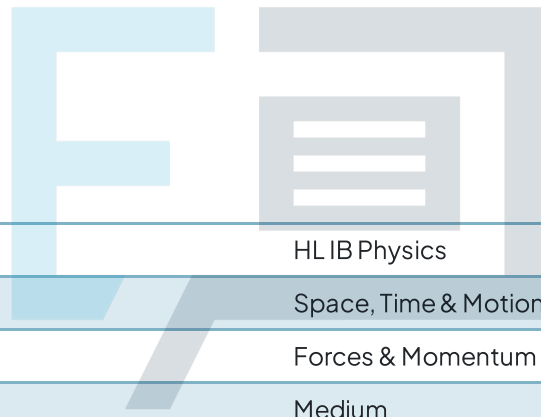 HL IB Physics
Space, Time & Motion
Forces & Momentum
Medium